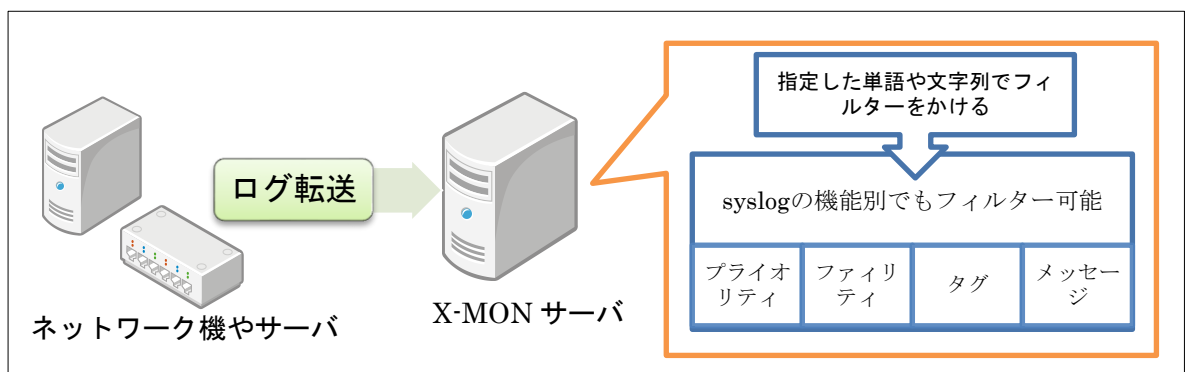 指定した単語や文字列でフィ
ルターをかける
ログ転送
syslogの機能別でもフィルター可能
プライオ
リティ
ファィリ
ティ
タグ
メッセー
ジ
X-MON サーバ
ネットワーク機やサーバ